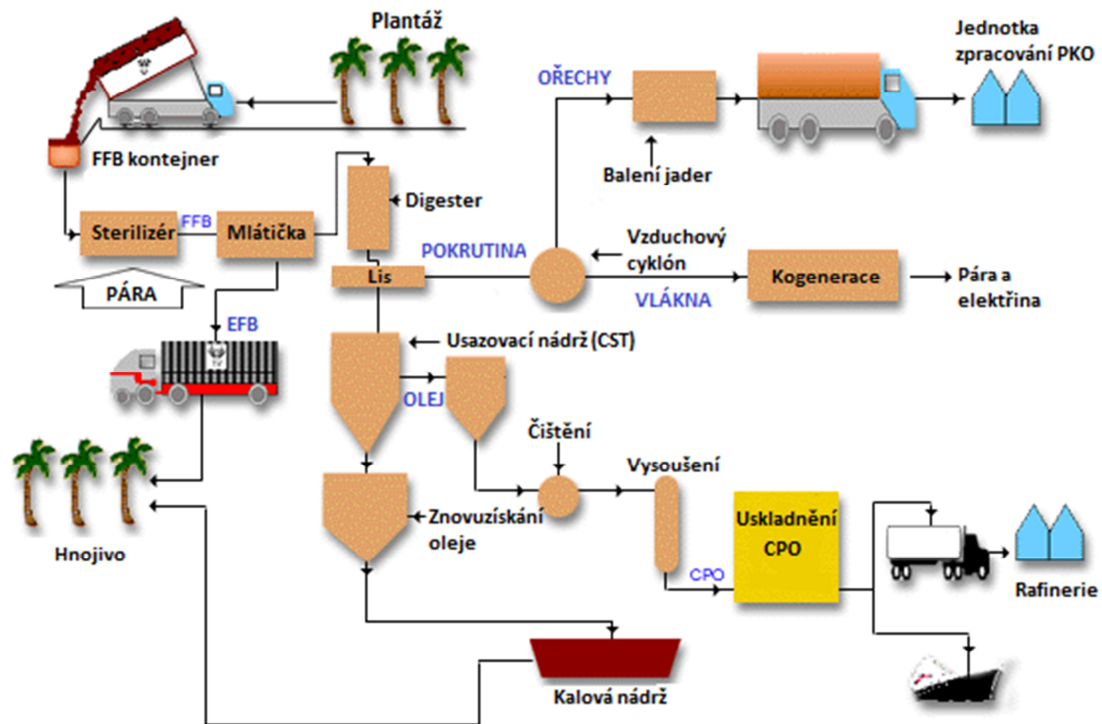 Plantáž
Jednotka
zpracování PKO
OŘECHY
FFB kontejner
Balení jader
Digester
Sterilizér
FFB
Mlátička
POKRUTINA
Vzduchový
cyklón
Lis
Kogenerace
Pára a
elektřina
PÁRA
VLÁKNA
EFB
Usazovací nádrž (CST)
OLEJ
Čištění
Vysoušení
Znovuzískání
oleje
Uskladnění
CPO
CPO
Hnojivo
Rafinerie
Kalová nádrž